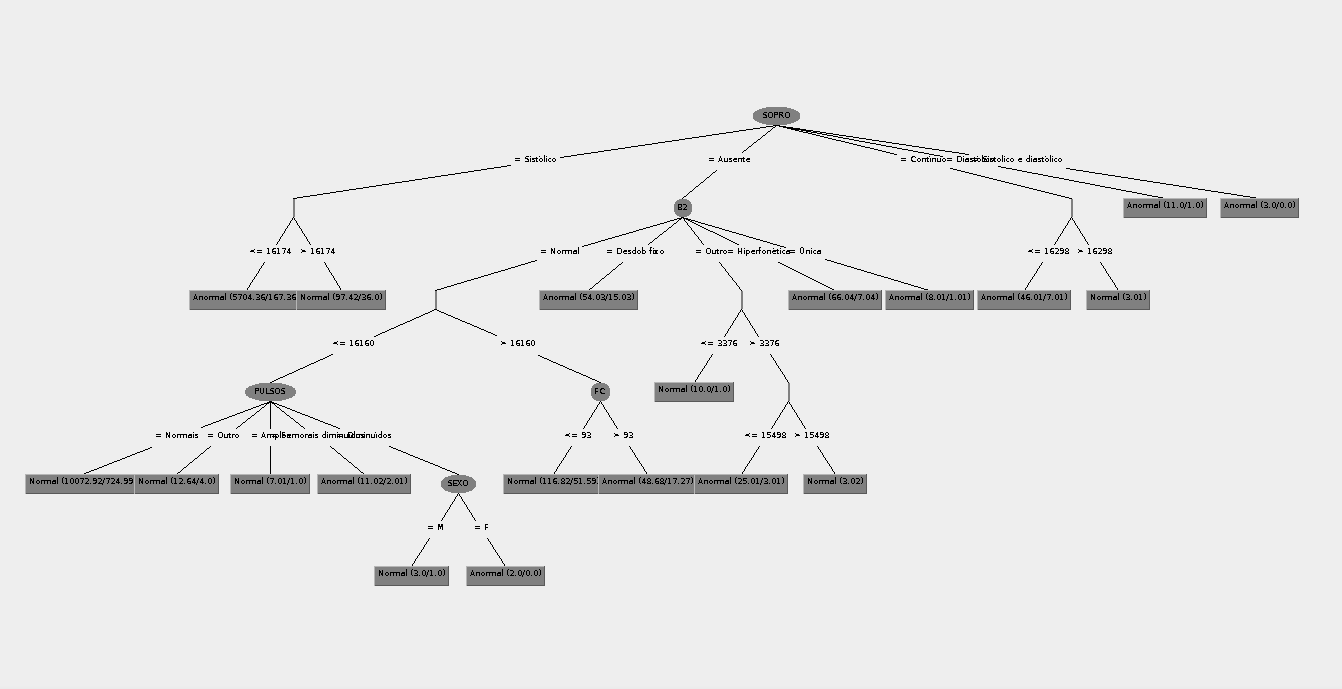 SOPRO
= Sistólico
= Ausente
= Contínuo
= Diastólico
= Sistólico e diastólico
B2
Anormal (11.0/1.0)
Anormal (3.0/0.0)
<= 16174
> 16174
= Normal
= Desdob fixo
= Outro
= Hiperfonética
= Única
<= 16298
> 16298
Anormal (5704.36/167.36
Normal (97.42/36.0)
Anormal (54.03/15.03)
Anormal (66.04/7.04)
Anormal (8.01/1.01)
Anormal (46.01/7.01)
Normal (3.01)
<= 16160
> 16160
<= 3376
> 3376
PULSOS
FC
Normal (10.0/1.0)
= Normais
= Outro
= Amplos
= Femorais diminuídos
= Diminuídos
<= 93
> 93
<= 15498
> 15498
Normal (10072.92/724.99
Normal (12.64/4.0)
Normal (7.01/1.0)
Anormal (11.02/2.01)
SEXO
Normal (116.82/51.59)
Anormal (48.68/17.27)
Anormal (25.01/3.01)
Normal (3.02)
= M
= F
Normal (3.0/1.0)
Anormal (2.0/0.0)